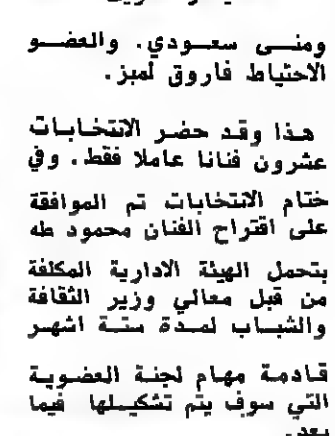 ومنى سعودي. والعضو
الاحتياط فاروق لمبز.
هذا وقد حضر الانتخابات
عشرون فنانا عاملا فقط. وفي
ختام الانتخابات تم الموافقة
على اقتراح الفنان محمود طه
بتحمل الهيئة الادارية المكلفة
من قبل معالي وزير الثقافة
والشباب لمدة ستة اشهر
قادمة مهام لجنة العضوية
التي سوف يتم تشكيلها فيما
بعد.